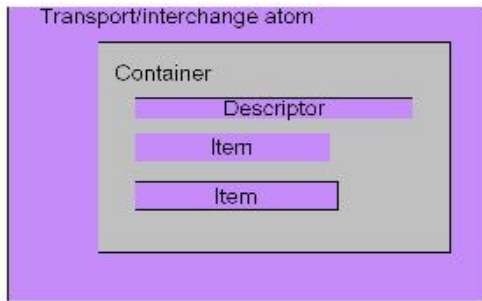 Transport/interchange atom
Container
Descriptor
Item
Item